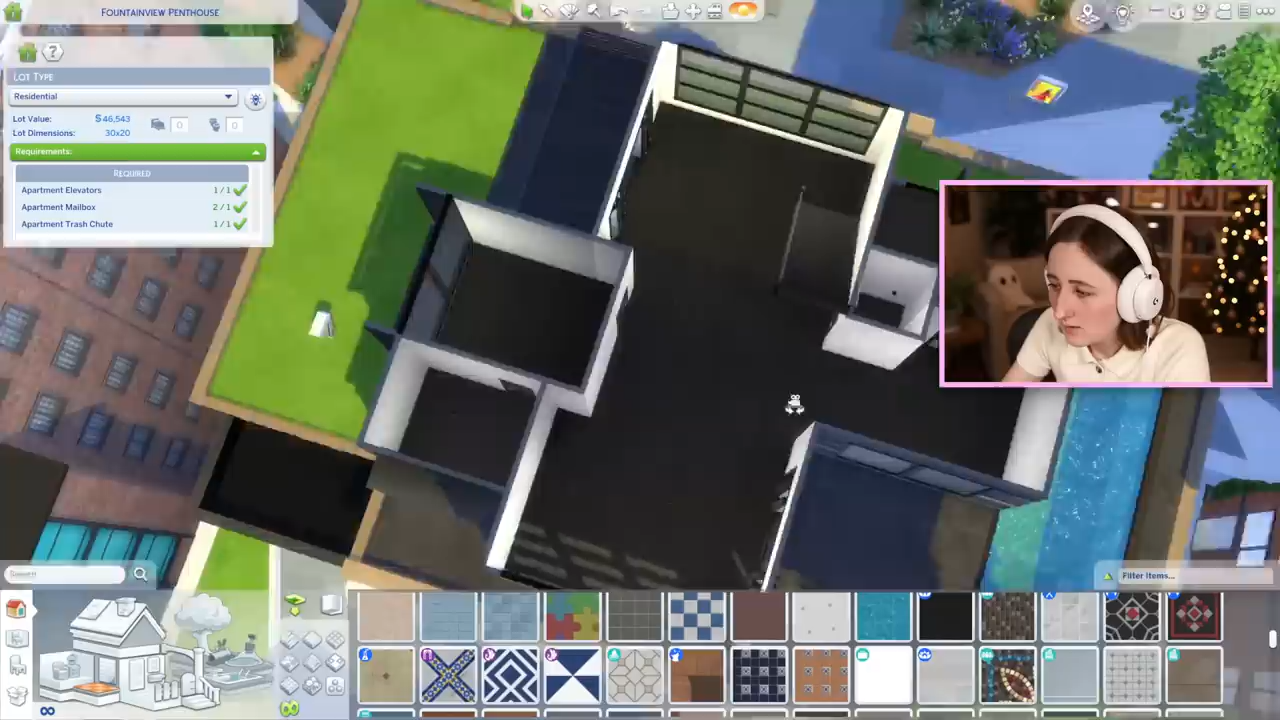 FOUNTAINVIEW PENTHOUSE
?
LOT TYPE
Residential
Lot Value: $46,543 0 0
Lot Dimensions: 30x20
Requirements:
REQUIRED
Apartment Elevators 1/1
Apartment Mailbox 2/1
Apartment Trash Chute 1/1
Search
Filter Items...